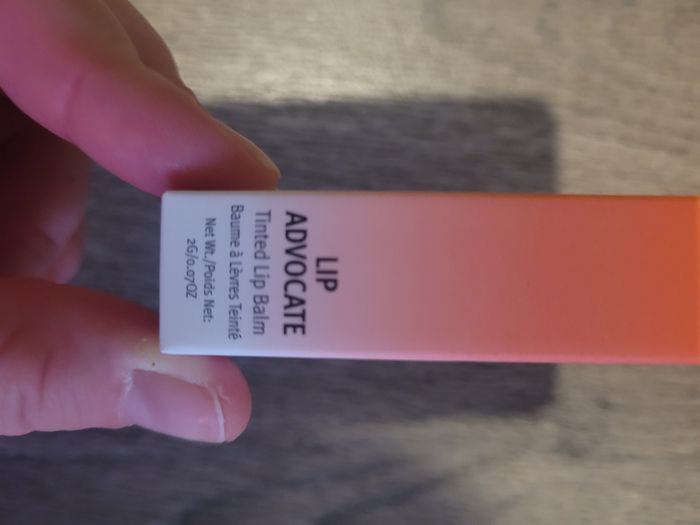 LIP
ADVOCATE
Tinted Lip Balm
Baume à Lèvres Teinté
Net Wt./Poids Net:
2G/0.07OZ